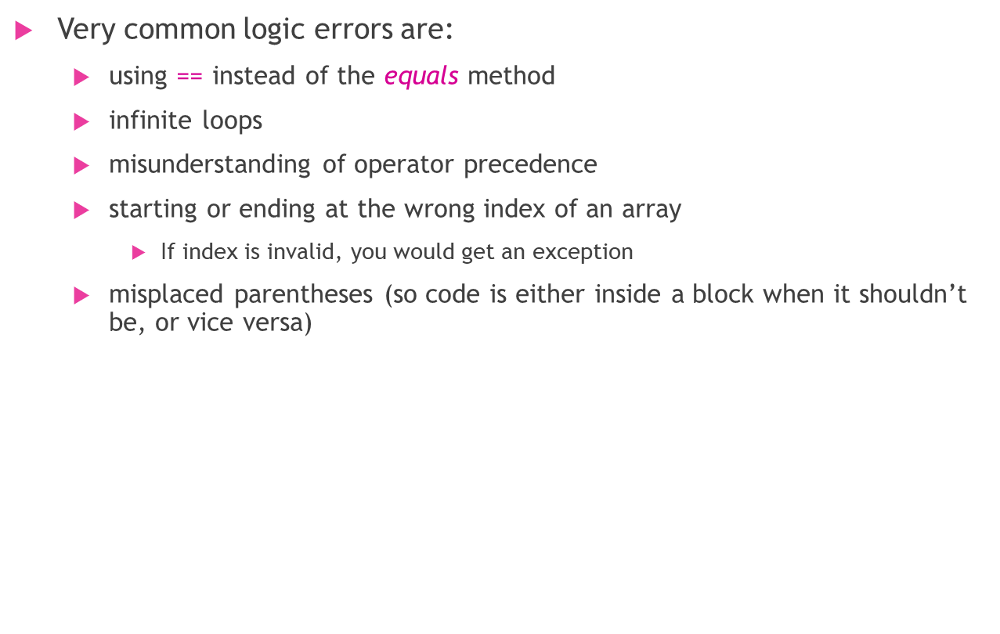 Very common logic errors are:
using == instead of the equals method
infinite loops
misunderstanding of operator precedence
starting or ending at the wrong index of an array
If index is invalid, you would get an exception
misplaced parentheses (so code is either inside a block when it shouldn’t
be, or vice versa)